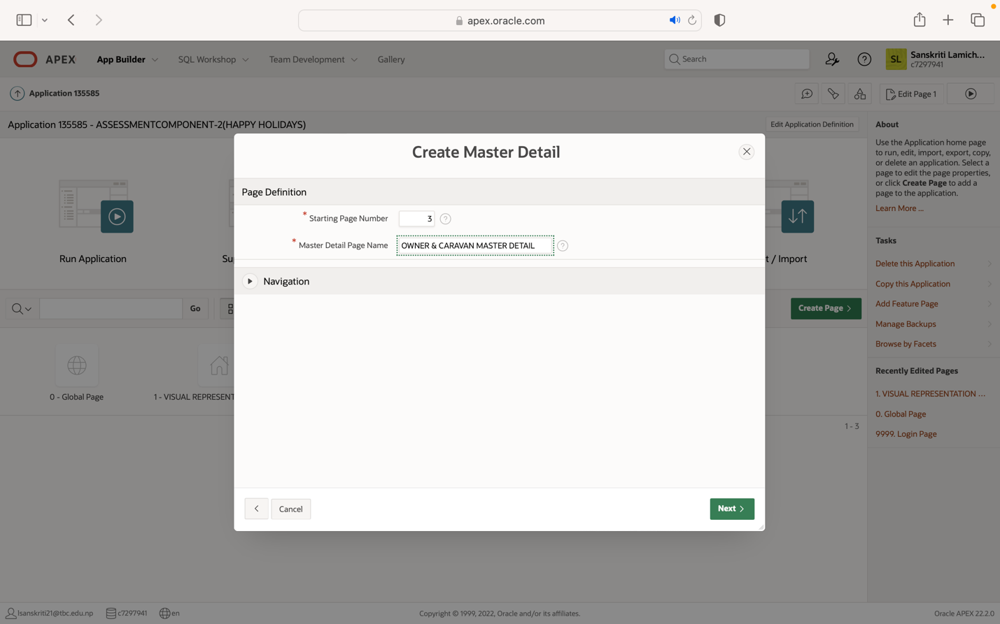 apex.oracle.com
APEX
App Builder
SQL Workshop
Team Development
Gallery
Search
SL
Sanskriti Lamich...
c7297941
Application 135585
Edit Page 1
Application 135585 - ASSESSMENTCOMPONENT-2(HAPPY HOLIDAYS)
Edit Application Definition
About
Use the Application home page
to run, edit, import, export, copy,
or delete an application. Select a
page to edit the page properties,
or click Create Page to add a
page to the application.
Learn More ...
Create Master Detail
Page Definition
* Starting Page Number 3 ?
* Master Detail Page Name OWNER & CARAVAN MASTER DETAIL ?
Navigation
Cancel
Next
Run Application
Su
t / Import
Tasks
Delete this Application
Copy this Application
Add Feature Page
Manage Backups
Browse by Facets
Go
Create Page
Recently Edited Pages
1. VISUAL REPRESENTATION ...
0. Global Page
9999. Login Page
0 - Global Page
1 - VISUAL REPRESENT
1 - 3
lsanskriti21@tbc.edu.np
c7297941
en
Copyright © 1999, 2022, Oracle and/or its affiliates.
Oracle APEX 22.2.0